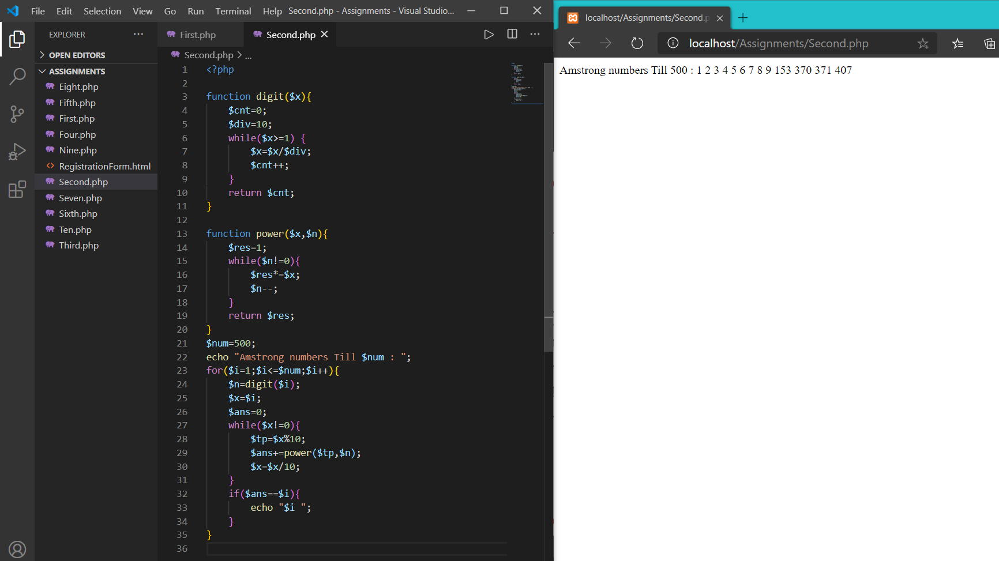 File Edit Selection View Go Run Terminal Help Second.php - Assignments - Visual Studio...
EXPLORER
OPEN EDITORS
ASSIGNMENTS
Eight.php
Fifth.php
First.php
Four.php
Nine.php
RegistrationForm.html
Second.php
Seven.php
Sixth.php
Ten.php
Third.php
First.php Second.php
Second.php > ...
1 <?php
2
3 function digit($x){
4 $cnt=0;
5 $div=10;
6 while($x>=1) {
7 $x=$x/$div;
8 $cnt++;
9 }
10 return $cnt;
11 }
12
13 function power($x,$n){
14 $res=1;
15 while($n!=0){
16 $res*=$x;
17 $n--;
18 }
19 return $res;
20 }
21 $num=500;
22 echo "Amstrong numbers Till $num : ";
23 for($i=1;$i<=$num;$i++){
24 $n=digit($i);
25 $x=$i;
26 $ans=0;
27 while($x!=0){
28 $tp=$x%10;
29 $ans+=power($tp,$n);
30 $x=$x/10;
31 }
32 if($ans==$i){
33 echo "$i ";
34 }
35 }
36
localhost/Assignments/Second.p
localhost/Assignments/Second.php
Amstrong numbers Till 500 : 1 2 3 4 5 6 7 8 9 153 370 371 407